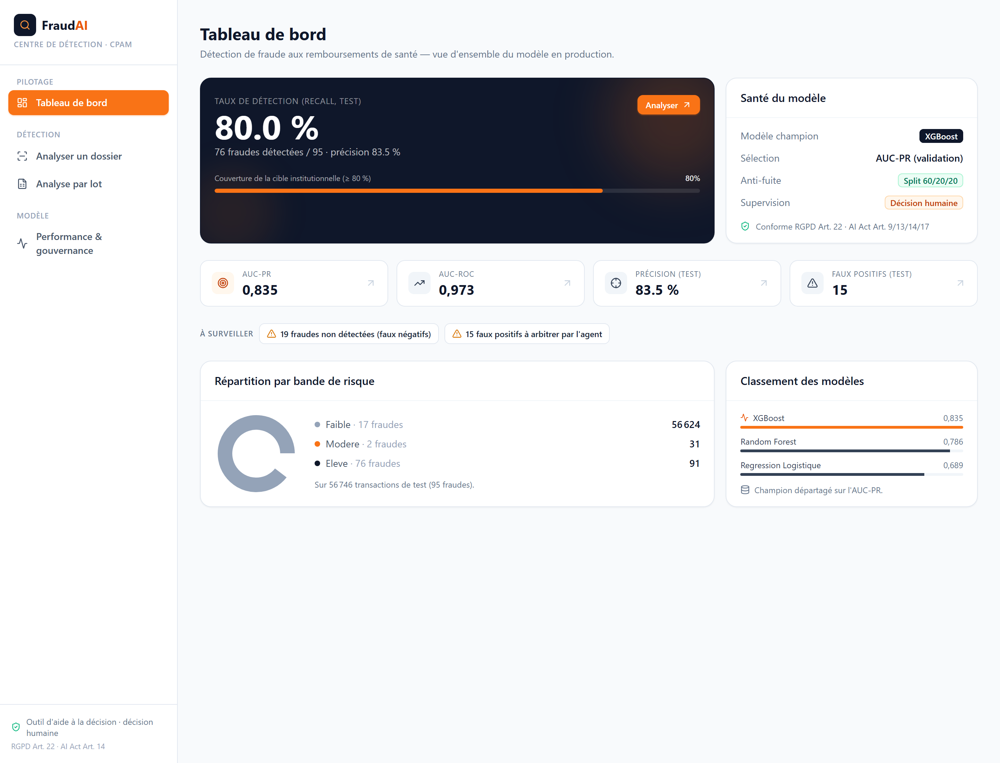 FraudAI
CENTRE DE DÉTECTION · CPAM
PILOTAGE
Tableau de bord
DÉTECTION
Analyser un dossier
Analyse par lot
MODÈLE
Performance &
gouvernance
Outil d'aide à la décision · décision
humaine
RGPD Art. 22 · AI Act Art. 14
Tableau de bord
Détection de fraude aux remboursements de santé — vue d'ensemble du modèle en production.
TAUX DE DÉTECTION (RECALL, TEST)
Analyser
80.0 %
76 fraudes détectées / 95 · précision 83.5 %
Couverture de la cible institutionnelle (≥ 80 %) 80%
Santé du modèle
Modèle champion XGBoost
Sélection AUC-PR (validation)
Anti-fuite Split 60/20/20
Supervision Décision humaine
Conforme RGPD Art. 22 · AI Act Art. 9/13/14/17
AUC-PR
0,835
AUC-ROC
0,973
PRÉCISION (TEST)
83.5 %
FAUX POSITIFS (TEST)
15
À SURVEILLER
19 fraudes non détectées (faux négatifs)
15 faux positifs à arbitrer par l'agent
Répartition par bande de risque
Faible · 17 fraudes 56 624
Modere · 2 fraudes 31
Eleve · 76 fraudes 91
Sur 56 746 transactions de test (95 fraudes).
Classement des modèles
XGBoost 0,835
Random Forest 0,786
Regression Logistique 0,689
Champion départagé sur l'AUC-PR.